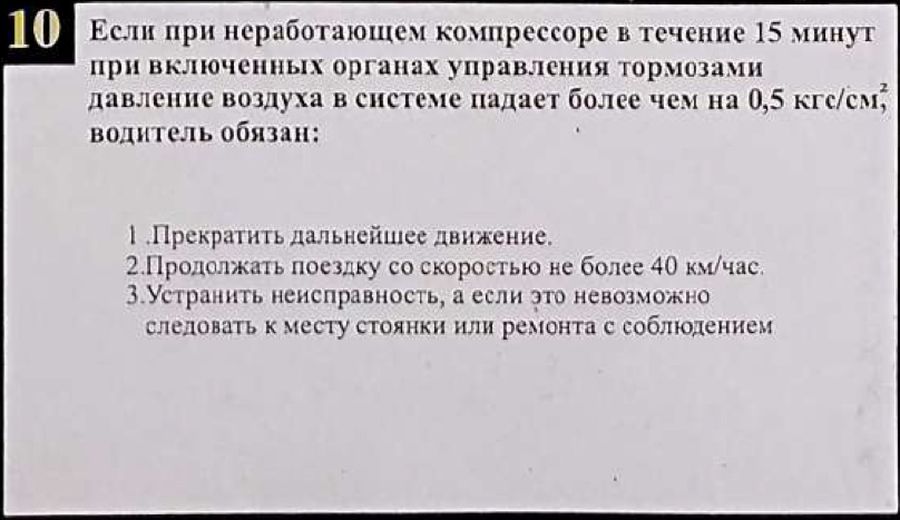 10
Если при неработающем компрессоре в течение 15 минут
при включенных органах управления тормозами
давление воздуха в системе падает более чем на 0,5 кгс/см²,
водитель обязан:
1 .Прекратить дальнейшее движение.
2.Продолжать поездку со скоростью не более 40 км/час.
3.Устранить неисправность, а если это невозможно
следовать к месту стоянки или ремонта с соблюдением